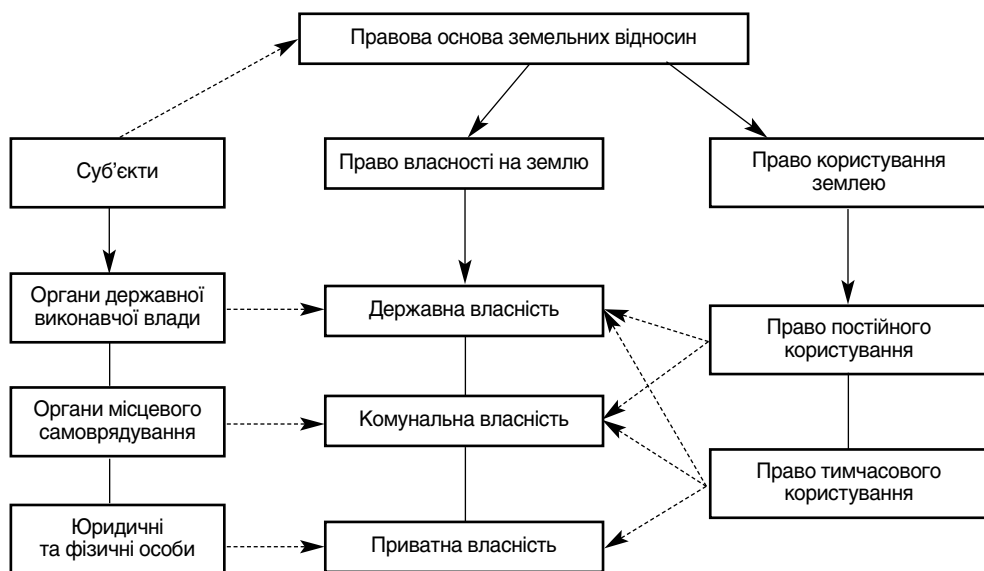 Правова основа земельних відносин
Суб’єкти
Право власності на землю
Право користування
землею
Органи державної
виконавчої влади
Державна власність
Право постійного
користування
Органи місцевого
самоврядування
Комунальна власність
Право тимчасового
користування
Юридичні
та фізичні особи
Приватна власність